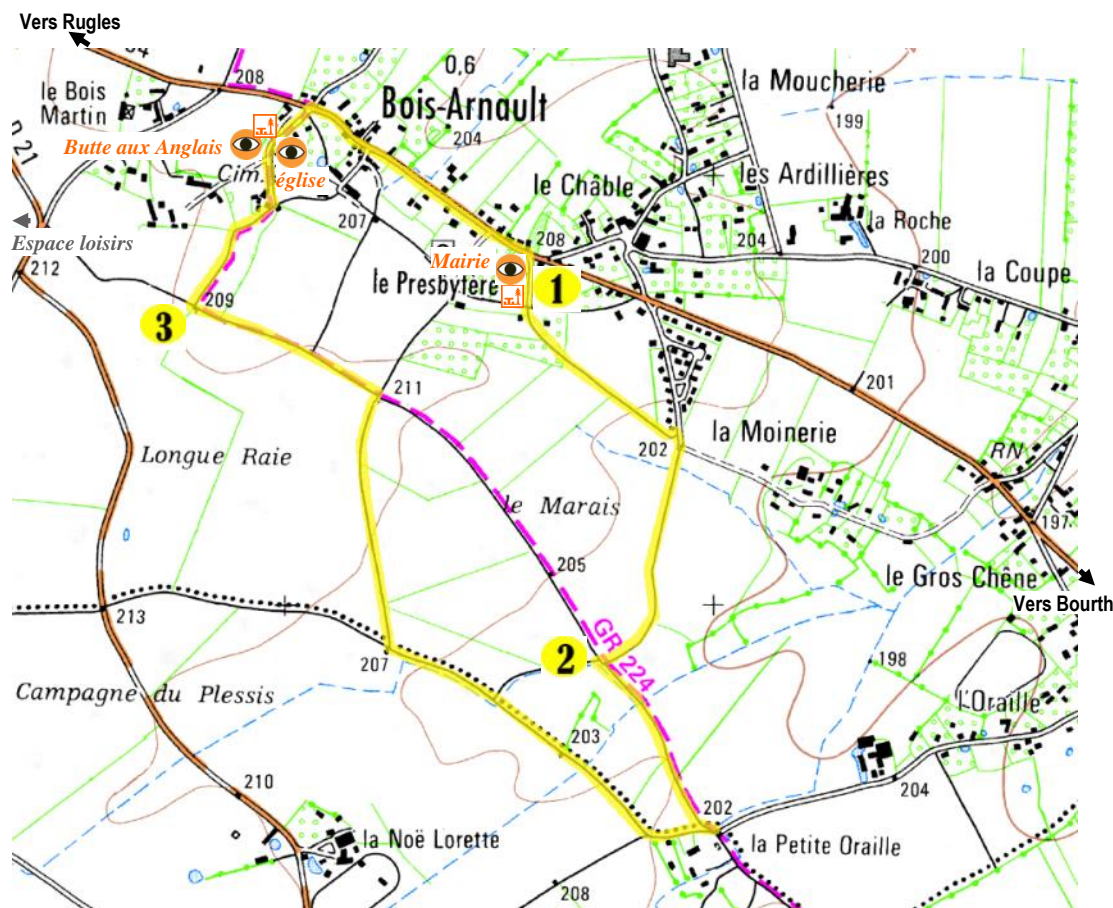 Vers Rugles
208
0,6
le Bois
Martin
Bois-Arnault
la Moucherie
199
204
Butte aux Anglais
église
Cim.
le Châble
les Ardillières
0,21
207
208
204
la Roche
200
la Coupe
Espace loisirs
212
Mairie
le Presbytère
1
209
3
211
201
202
la Moinerie
RN
Longue Raie
le Marais
197
205
le Gros Chêne
Vers Bourth
213
GR 224
2
207
198
Campagne du Plessis
l'Oraille
203
210
202
204
la Noë Lorette
la Petite Oraille
208